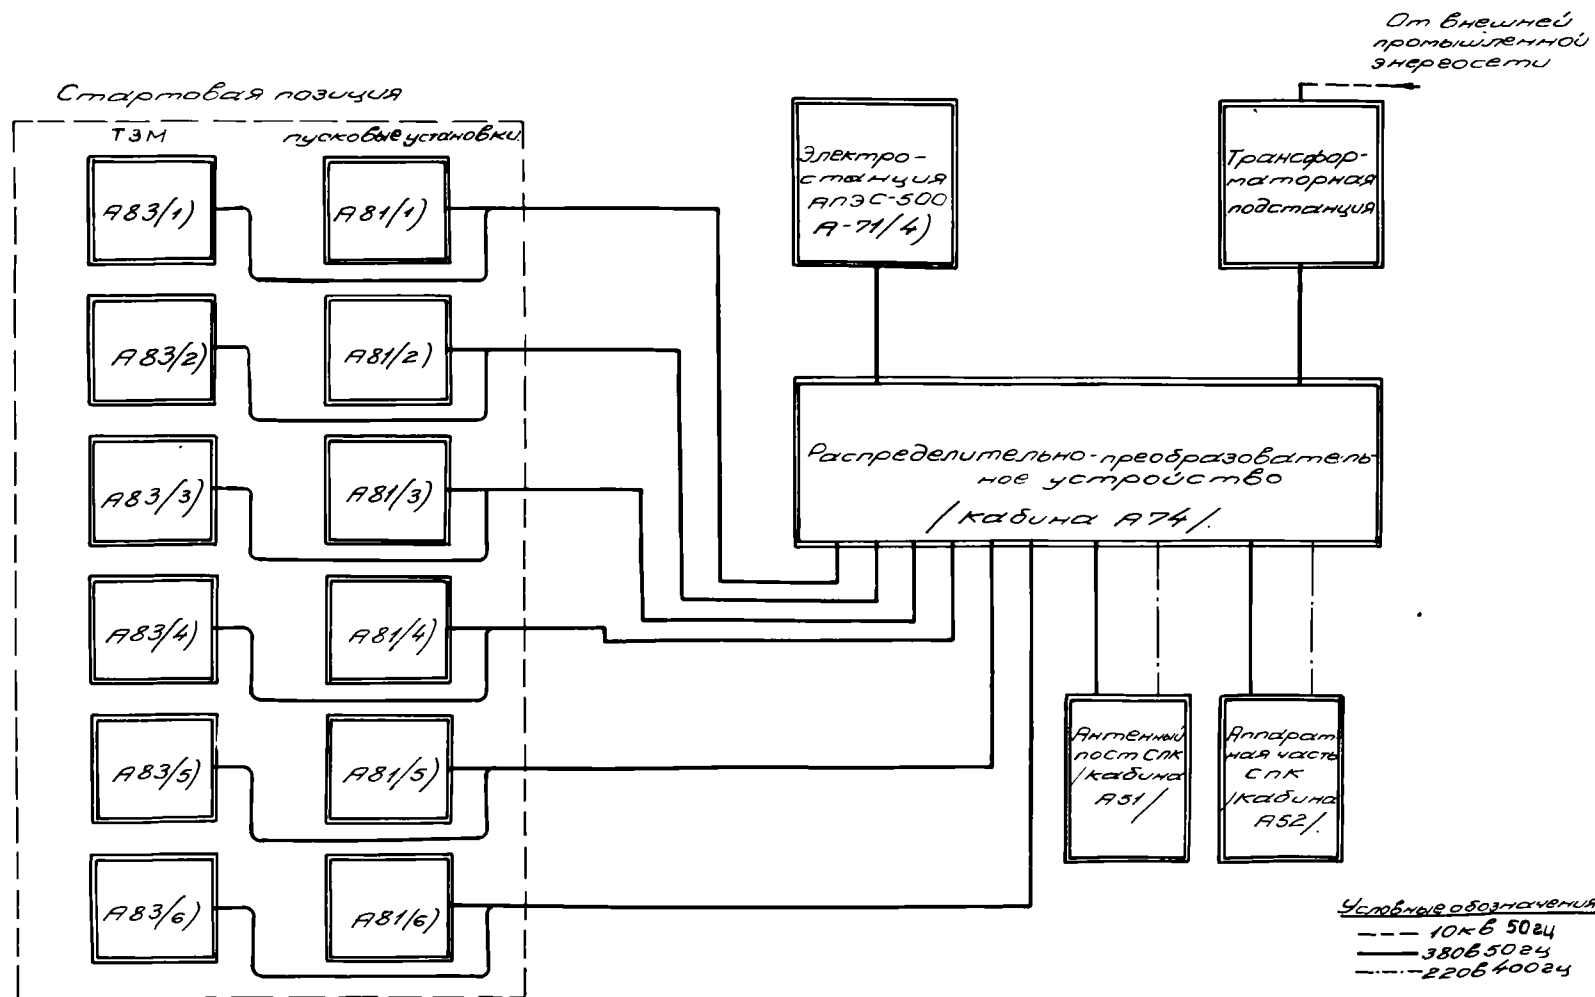 От внешней
промышленной
энергосети
Стартовая позиция
ТЗМ
пусковые установки
А83/1)
А81/1)
Электро-
станция
АПЭС-500
А-71/4)
Трансфор-
маторная
подстанция
А83/2)
А81/2)
А83/3)
А81/3)
Распределительно-преобразователь-
ное устройство
/кабина А74/.
А83/4)
А81/4)
А83/5)
А81/5)
Антенный
пост СПК
/кабина
А51/
Аппарат-
ная часть
СПК
/кабина
А52/.
А83/6)
А81/6)
Условные обозначения
10кв 50гц
380в 50гц
220в 400гц